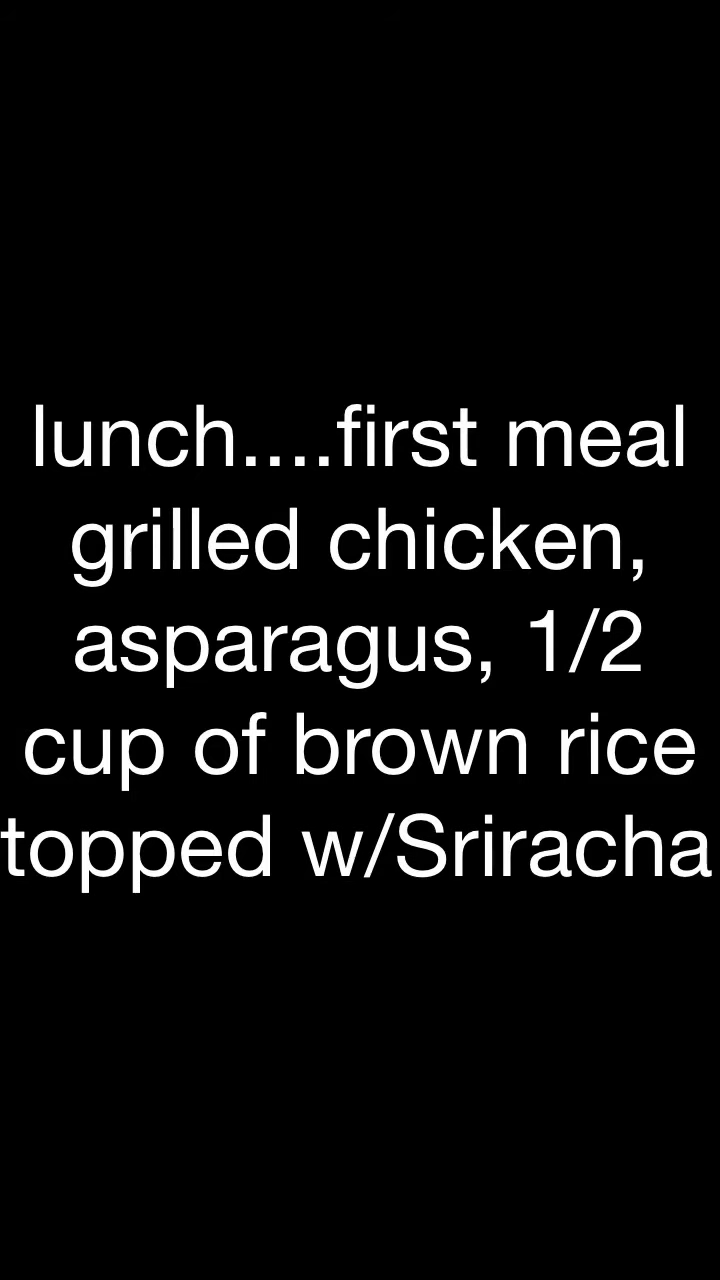 lunch....first meal
grilled chicken,
asparagus, 1/2
cup of brown rice
topped w/Sriracha